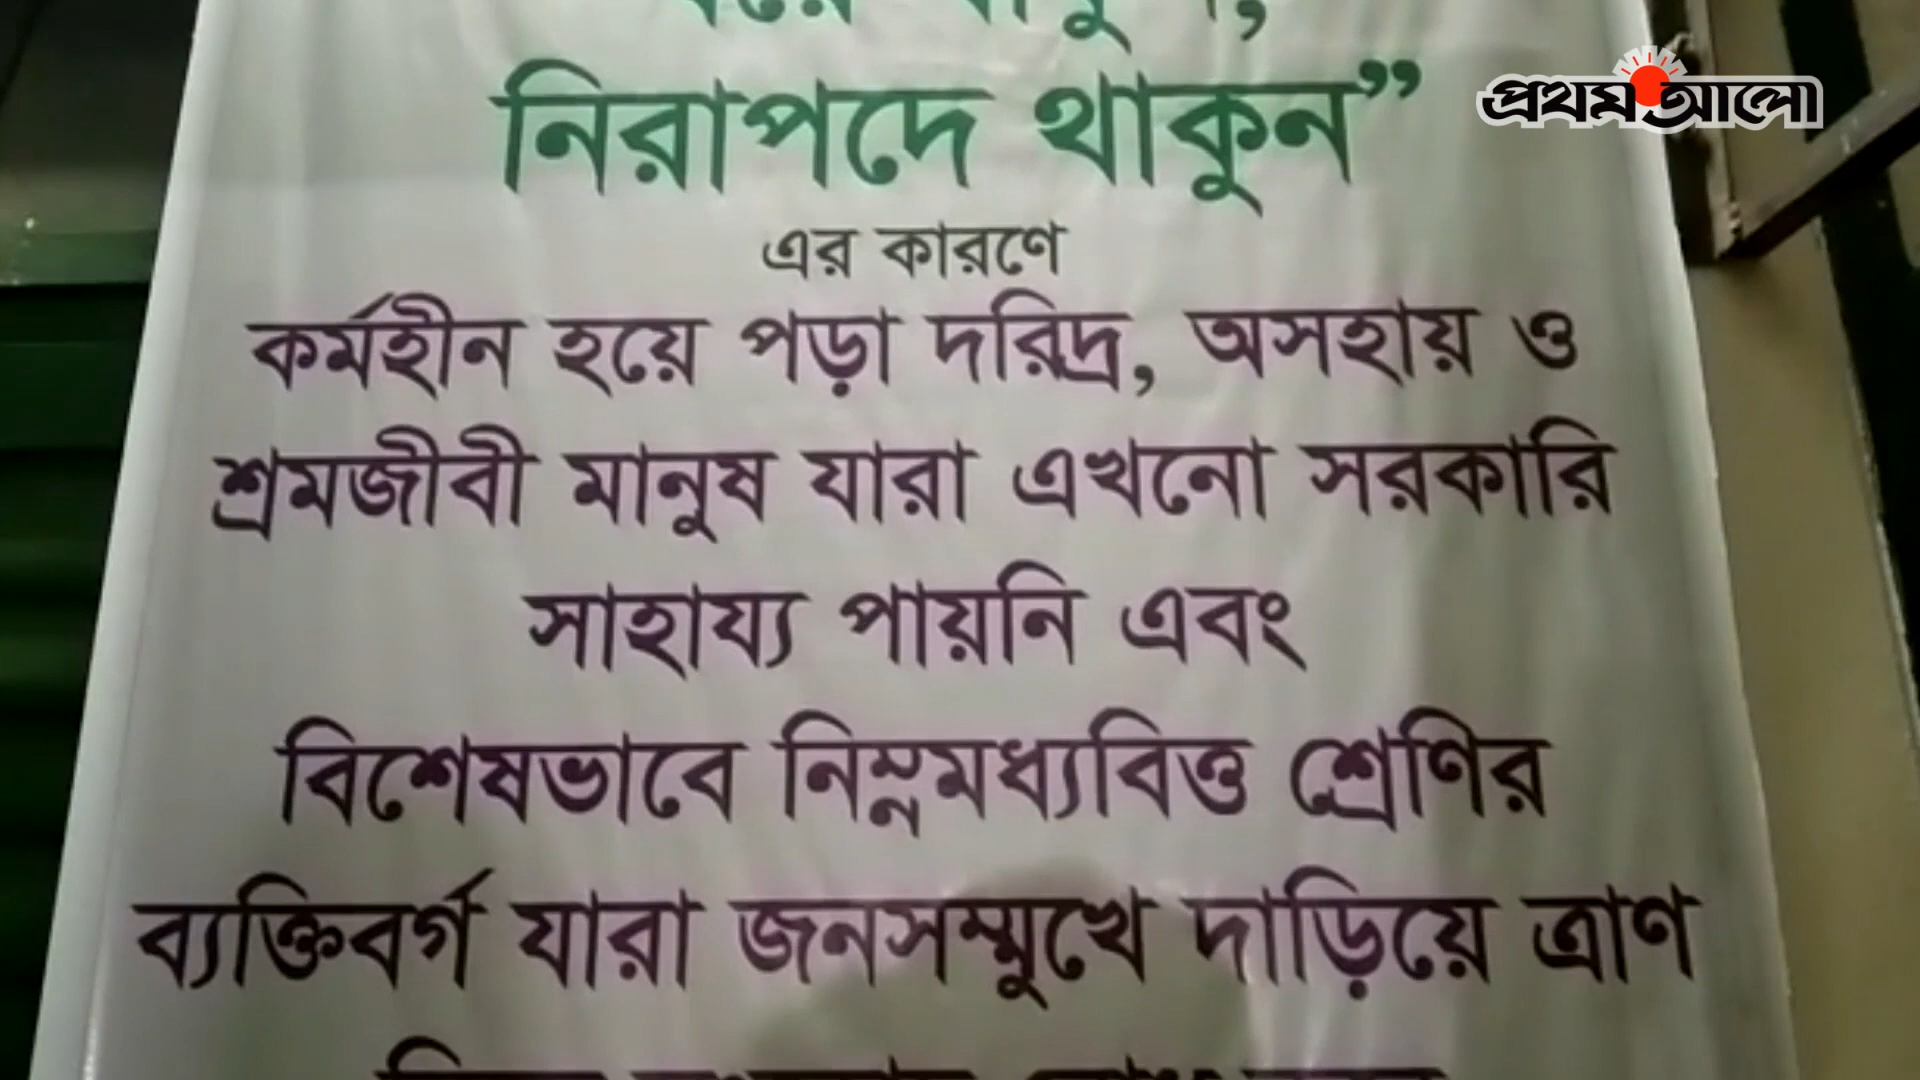 নিরাপদে থাকুন”
প্রথম আলো
এর কারণে
কর্মহীন হয়ে পড়া দরিদ্র, অসহায় ও
শ্রমজীবী মানুষ যারা এখনো সরকারি
সাহায্য পায়নি এবং
বিশেষভাবে নিম্নমধ্যবিত্ত শ্রেণির
ব্যক্তিবর্গ যারা জনসম্মুখে দাড়িয়ে ত্রাণ